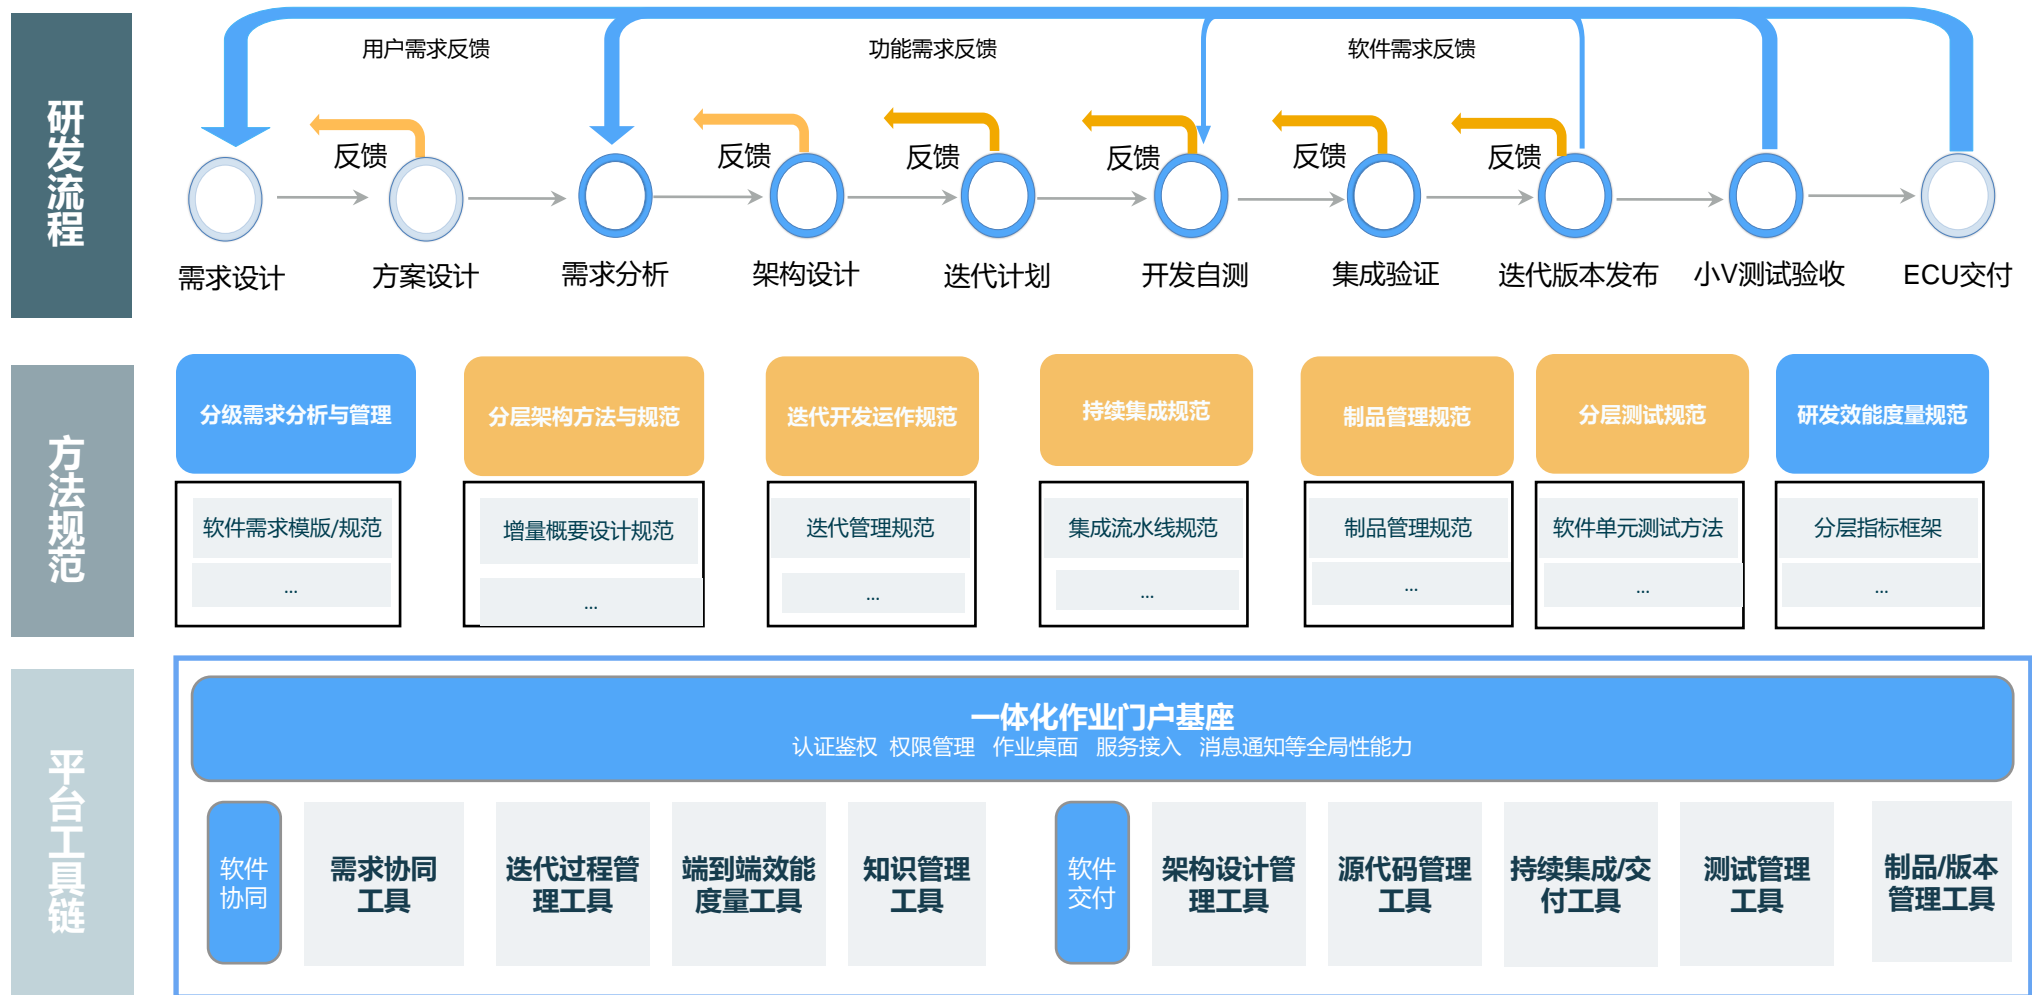 研发流程
用户需求反馈
功能需求反馈
软件需求反馈
反馈
反馈
反馈
反馈
反馈
反馈
需求设计
方案设计
需求分析
架构设计
迭代计划
开发自测
集成验证
迭代版本发布
小V测试验收
ECU交付
方法规范
分级需求分析与管理
分层架构方法与规范
迭代开发运作规范
持续集成规范
制品管理规范
分层测试规范
研发效能度量规范
软件需求模版/规范
增量概要设计规范
迭代管理规范
集成流水线规范
制品管理规范
软件单元测试方法
分层指标框架
...
...
...
...
...
...
...
平台工具链
一体化作业门户基座
认证鉴权 权限管理 作业桌面 服务接入 消息通知等全局性能力
软件
协同
需求协同
工具
迭代过程管
理工具
端到端效能
度量工具
知识管理
工具
软件
交付
架构设计管
理工具
源代码管理
工具
持续集成/交
付工具
测试管理
工具
制品/版本
管理工具